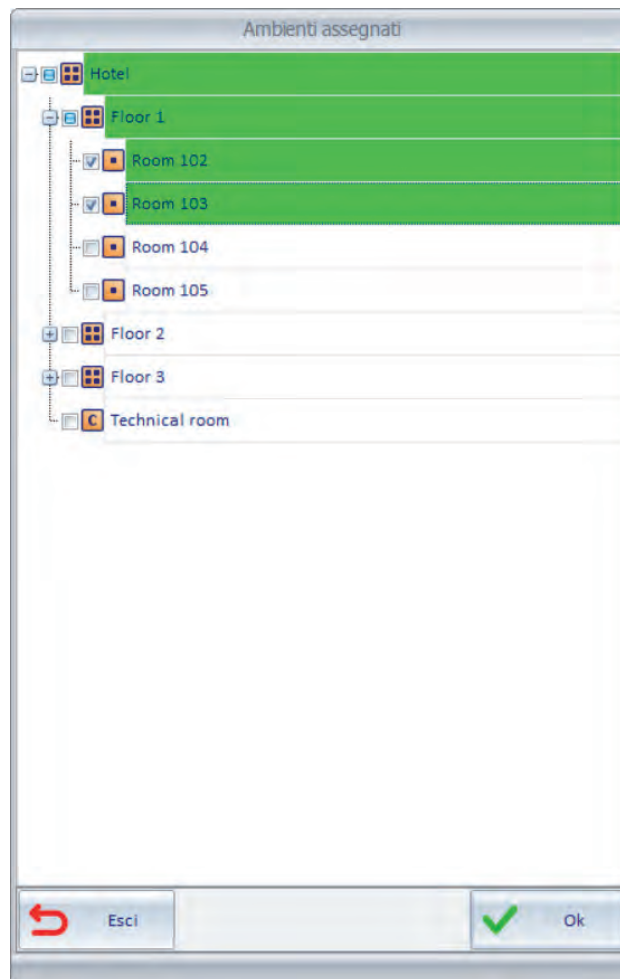 Ambienti assegnati
Hotel
Floor 1
Room 102
Room 103
Room 104
Room 105
Floor 2
Floor 3
C Technical room
Esci
Ok